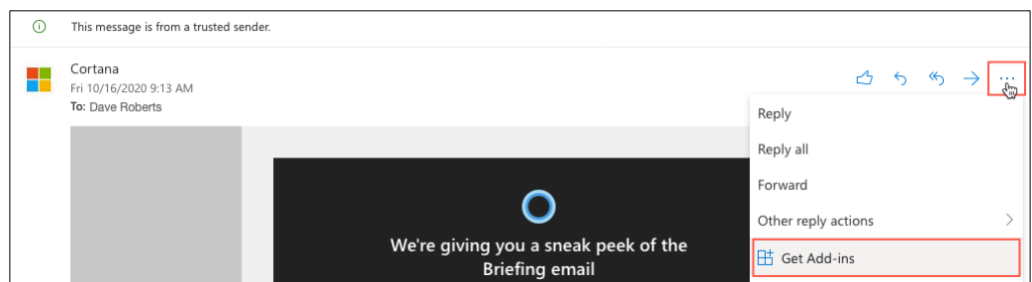 This message is from a trusted sender.
Cortana
Fri 10/16/2020 9:13 AM
To: Dave Roberts
Reply
Reply all
Forward
Other reply actions
Get Add-ins
We're giving you a sneak peek of the
Briefing email